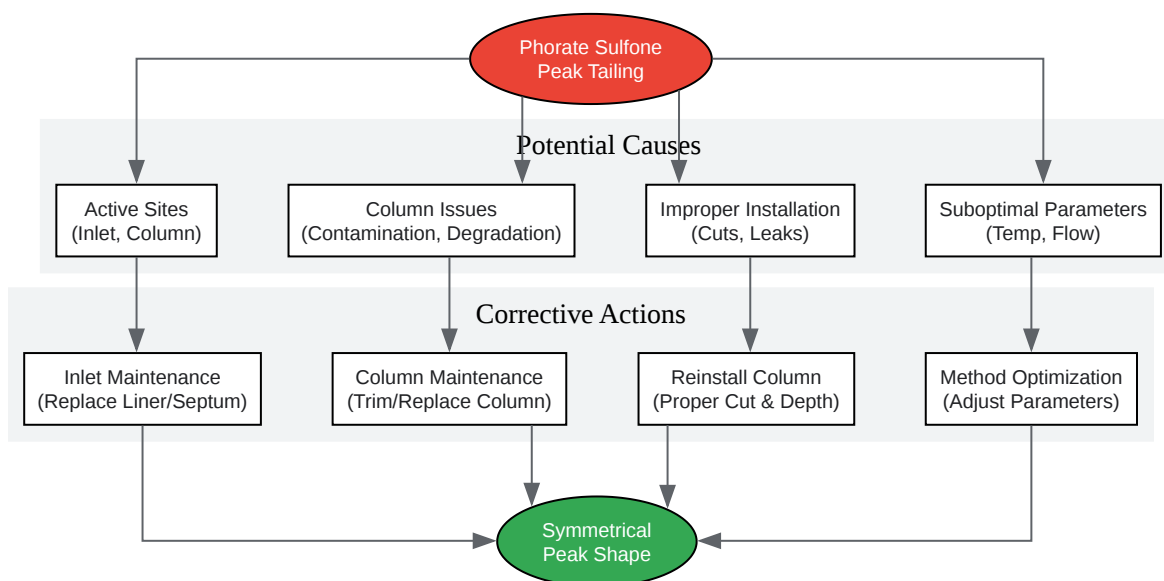 Phorate Sulfone
Peak Tailing
Potential Causes
Active Sites
(Inlet, Column)
Column Issues
(Contamination, Degradation)
Improper Installation
(Cuts, Leaks)
Suboptimal Parameters
(Temp, Flow)
Corrective Actions
Inlet Maintenance
(Replace Liner/Septum)
Column Maintenance
(Trim/Replace Column)
Reinstall Column
(Proper Cut & Depth)
Method Optimization
(Adjust Parameters)
Symmetrical
Peak Shape